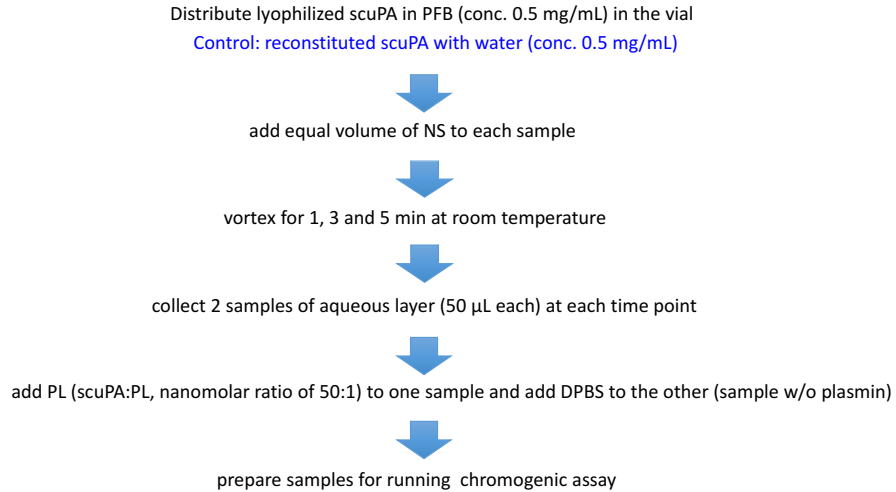 Distribute lyophilized scuPA in PFB (conc. 0.5 mg/mL) in the vial
Control: reconstituted scuPA with water (conc. 0.5 mg/mL)
add equal volume of NS to each sample
vortex for 1, 3 and 5 min at room temperature
collect 2 samples of aqueous layer (50 µL each) at each time point
add PL (scuPA:PL, nanomolar ratio of 50:1) to one sample and add DPBS to the other (sample w/o plasmin)
prepare samples for running chromogenic assay